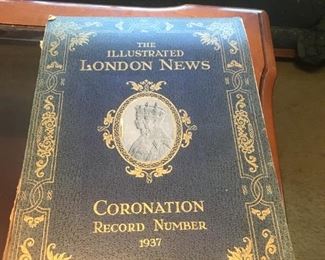 THE
ILLUSTRATED
LONDON NEWS
CORONATION
RECORD NUMBER
1937